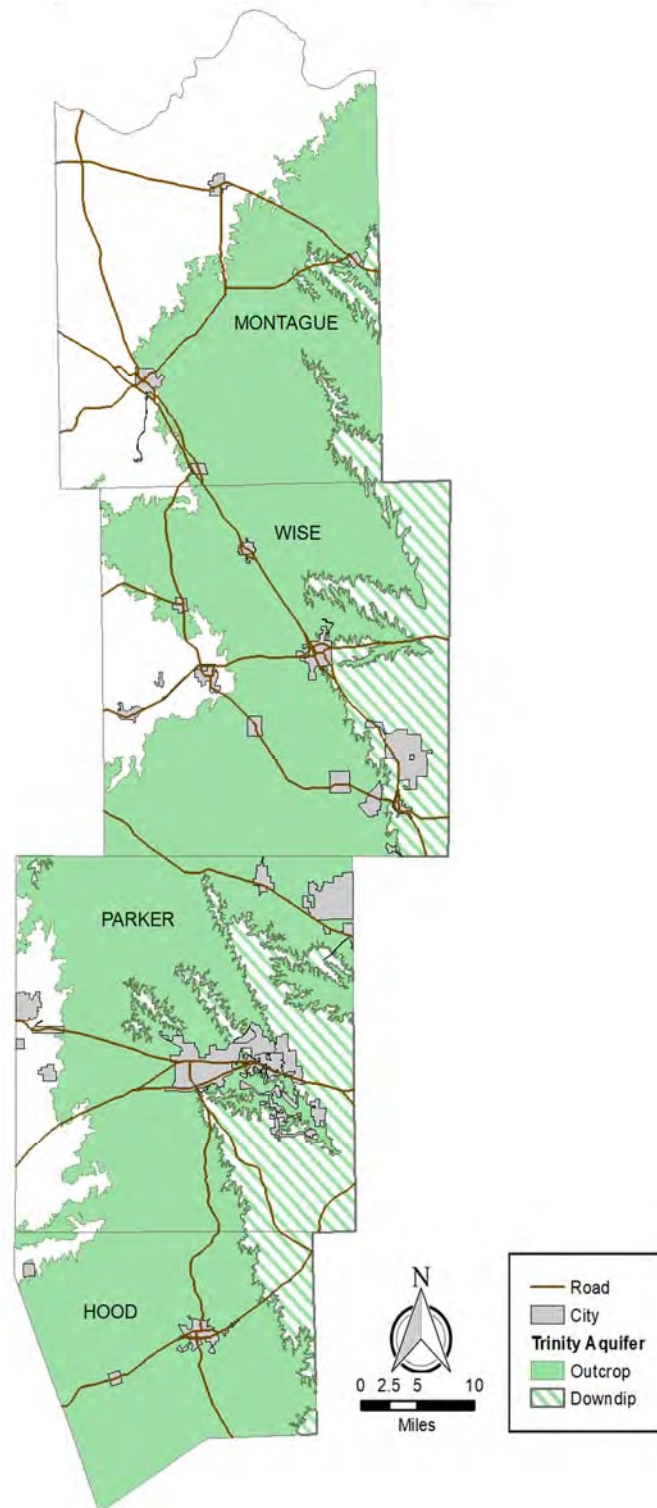 MONTAGUE
WISE
PARKER
HOOD
N
0 2.5 5 10
Miles
Road
City
Trinity Aquifer
Outcrop
Downdip